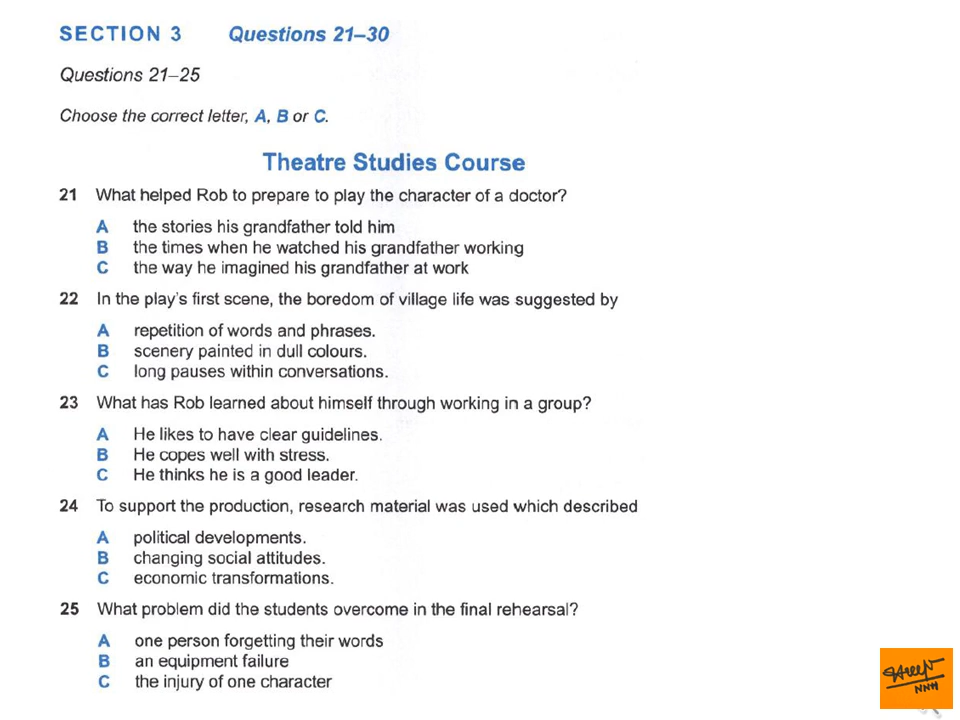 SECTION 3 Questions 21–30
Questions 21–25
Choose the correct letter, A, B or C.
Theatre Studies Course
21 What helped Rob to prepare to play the character of a doctor?
A the stories his grandfather told him
B the times when he watched his grandfather working
C the way he imagined his grandfather at work
22 In the play's first scene, the boredom of village life was suggested by
A repetition of words and phrases.
B scenery painted in dull colours.
C long pauses within conversations.
23 What has Rob learned about himself through working in a group?
A He likes to have clear guidelines.
B He copes well with stress.
C He thinks he is a good leader.
24 To support the production, research material was used which described
A political developments.
B changing social attitudes.
C economic transformations.
25 What problem did the students overcome in the final rehearsal?
A one person forgetting their words
B an equipment failure
C the injury of one character
NNH